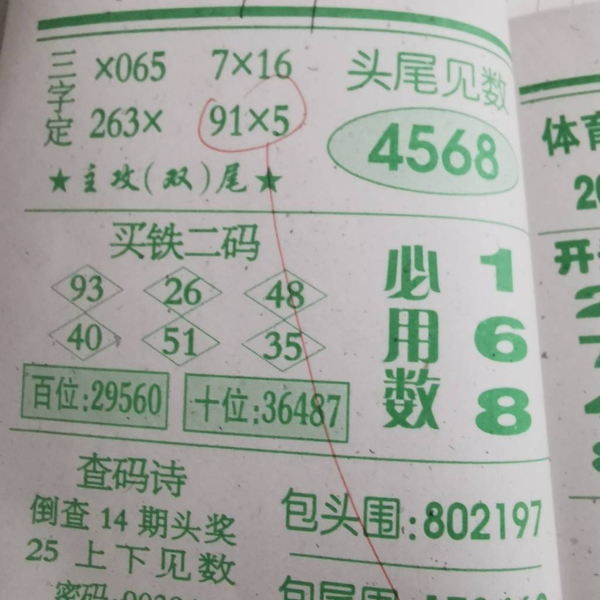 三字定
×065 7×16
263× 91×5
★主攻(双)尾★
头尾见数
4568
买铁二码
93 26 48
40 51 35
百位:29560 十位:36487
必用数
1
6
8
查码诗
倒查14期头奖
25上下见数
包头围:802197
体育
20